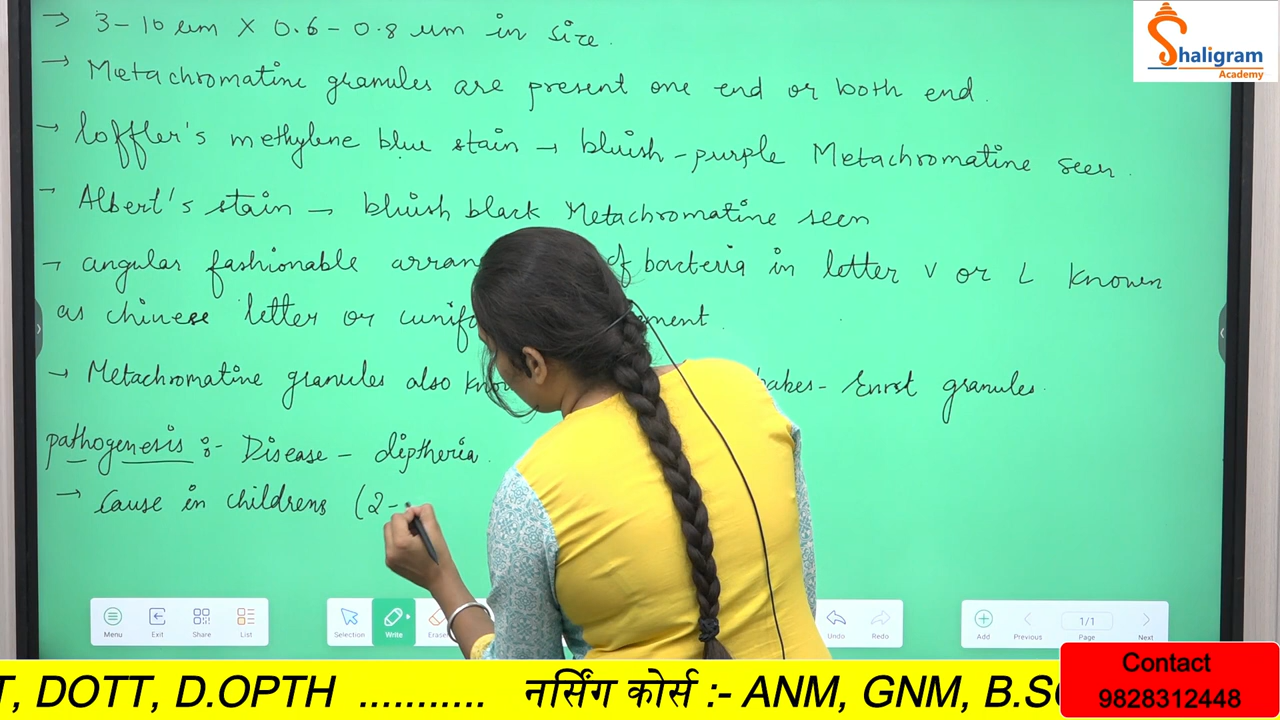 → 3-10 um X 0.6-0.8 um in size.
→ Metachromatine granules are present one end or both end.
→ loffler's methylene blue stain → bluish-purple Metachromatine seen.
→ Albert's stain → bluish black Metachromatine seen
→ angular fashionable arran of bacteria in letter V or L known
as chinese letter or cunifo ement.
→ Metachromatine granules also kno babes-Enrst granules.
pathogenesis :- Disease - diptheria.
→ Cause in childrens (2-
Shaligram
Academy
Menu
Exit
Share
List
Selection
Write
Erase
Undo
Redo
Add
Previous
1/1
Page
Next
T, DOTT, D.OPTH ........... नर्सिंग कोर्स :- ANM, GNM, B.S
Contact
9828312448